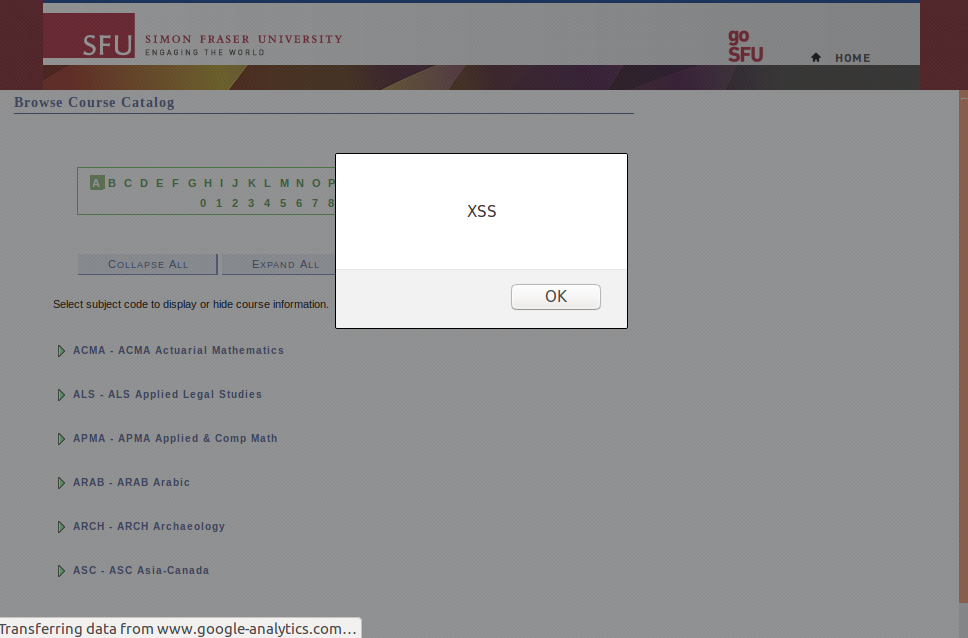 SFU SIMON FRASER UNIVERSITY
ENGAGING THE WORLD
go
SFU
HOME
Browse Course Catalog
A B C D E F G H I J K L M N O P
0 1 2 3 4 5 6 7 8
XSS
OK
COLLAPSE ALL EXPAND ALL
Select subject code to display or hide course information.
ACMA - ACMA Actuarial Mathematics
ALS - ALS Applied Legal Studies
APMA - APMA Applied & Comp Math
ARAB - ARAB Arabic
ARCH - ARCH Archaeology
ASC - ASC Asia-Canada
Transferring data from www.google-analytics.com...